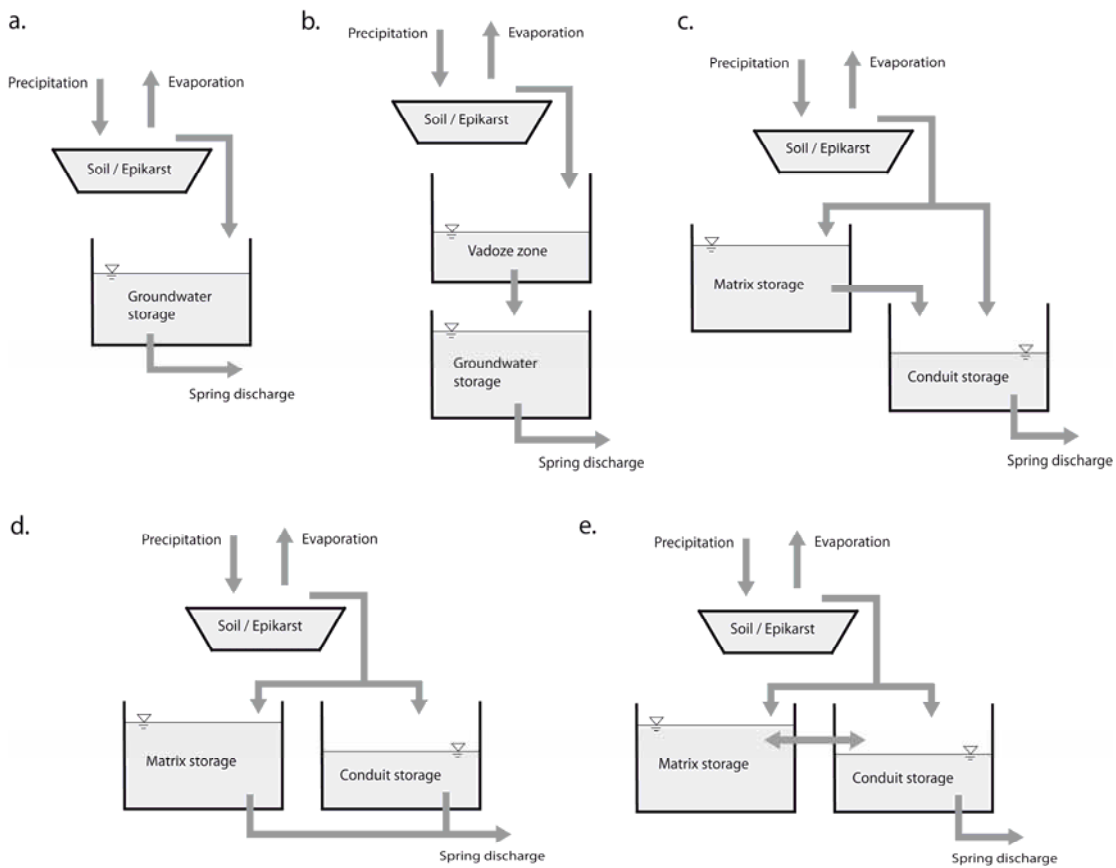 a.
Precipitation
Evaporation
Soil / Epikarst
Groundwater
storage
Spring discharge
b.
Precipitation
Evaporation
Soil / Epikarst
Vadoze zone
Groundwater
storage
Spring discharge
c.
Precipitation
Evaporation
Soil / Epikarst
Matrix storage
Conduit storage
Spring discharge
d.
Precipitation
Evaporation
Soil / Epikarst
Matrix storage
Conduit storage
Spring discharge
e.
Precipitation
Evaporation
Soil / Epikarst
Matrix storage
Conduit storage
Spring discharge